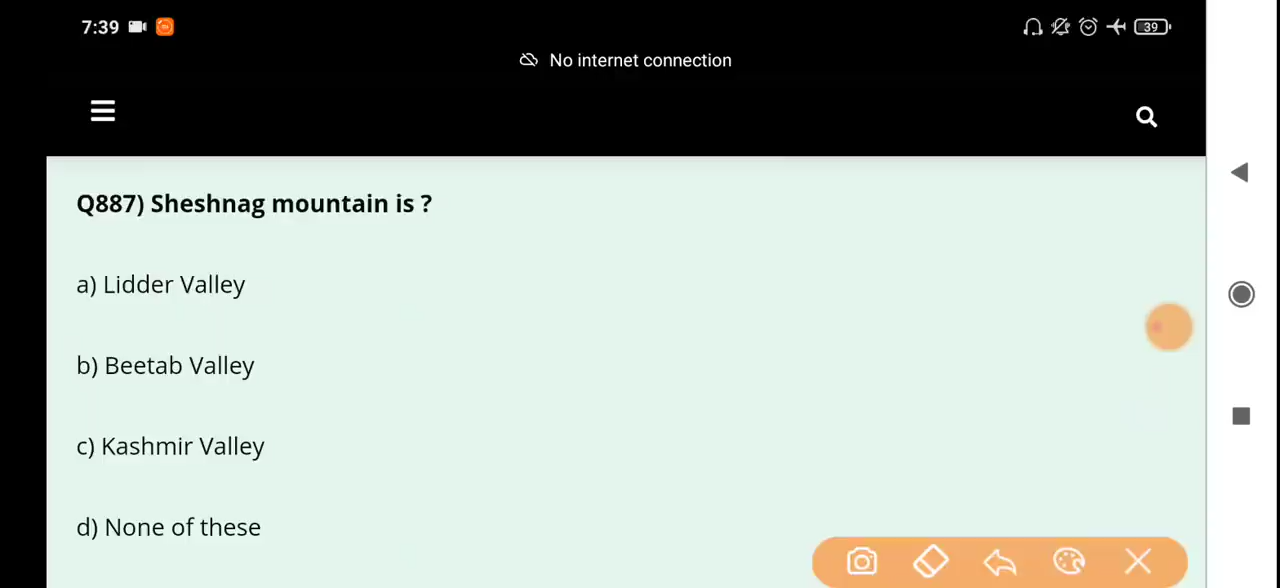 7:39
39
No internet connection
Q887) Sheshnag mountain is ?
a) Lidder Valley
b) Beetab Valley
c) Kashmir Valley
d) None of these